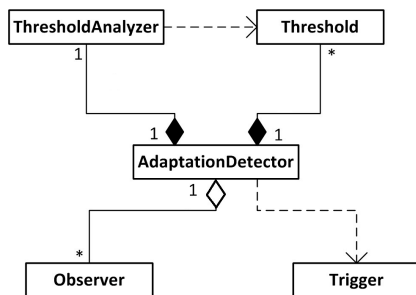 ThresholdAnalyzer
Threshold
1
*
1
1
AdaptationDetector
1
*
Observer
Trigger